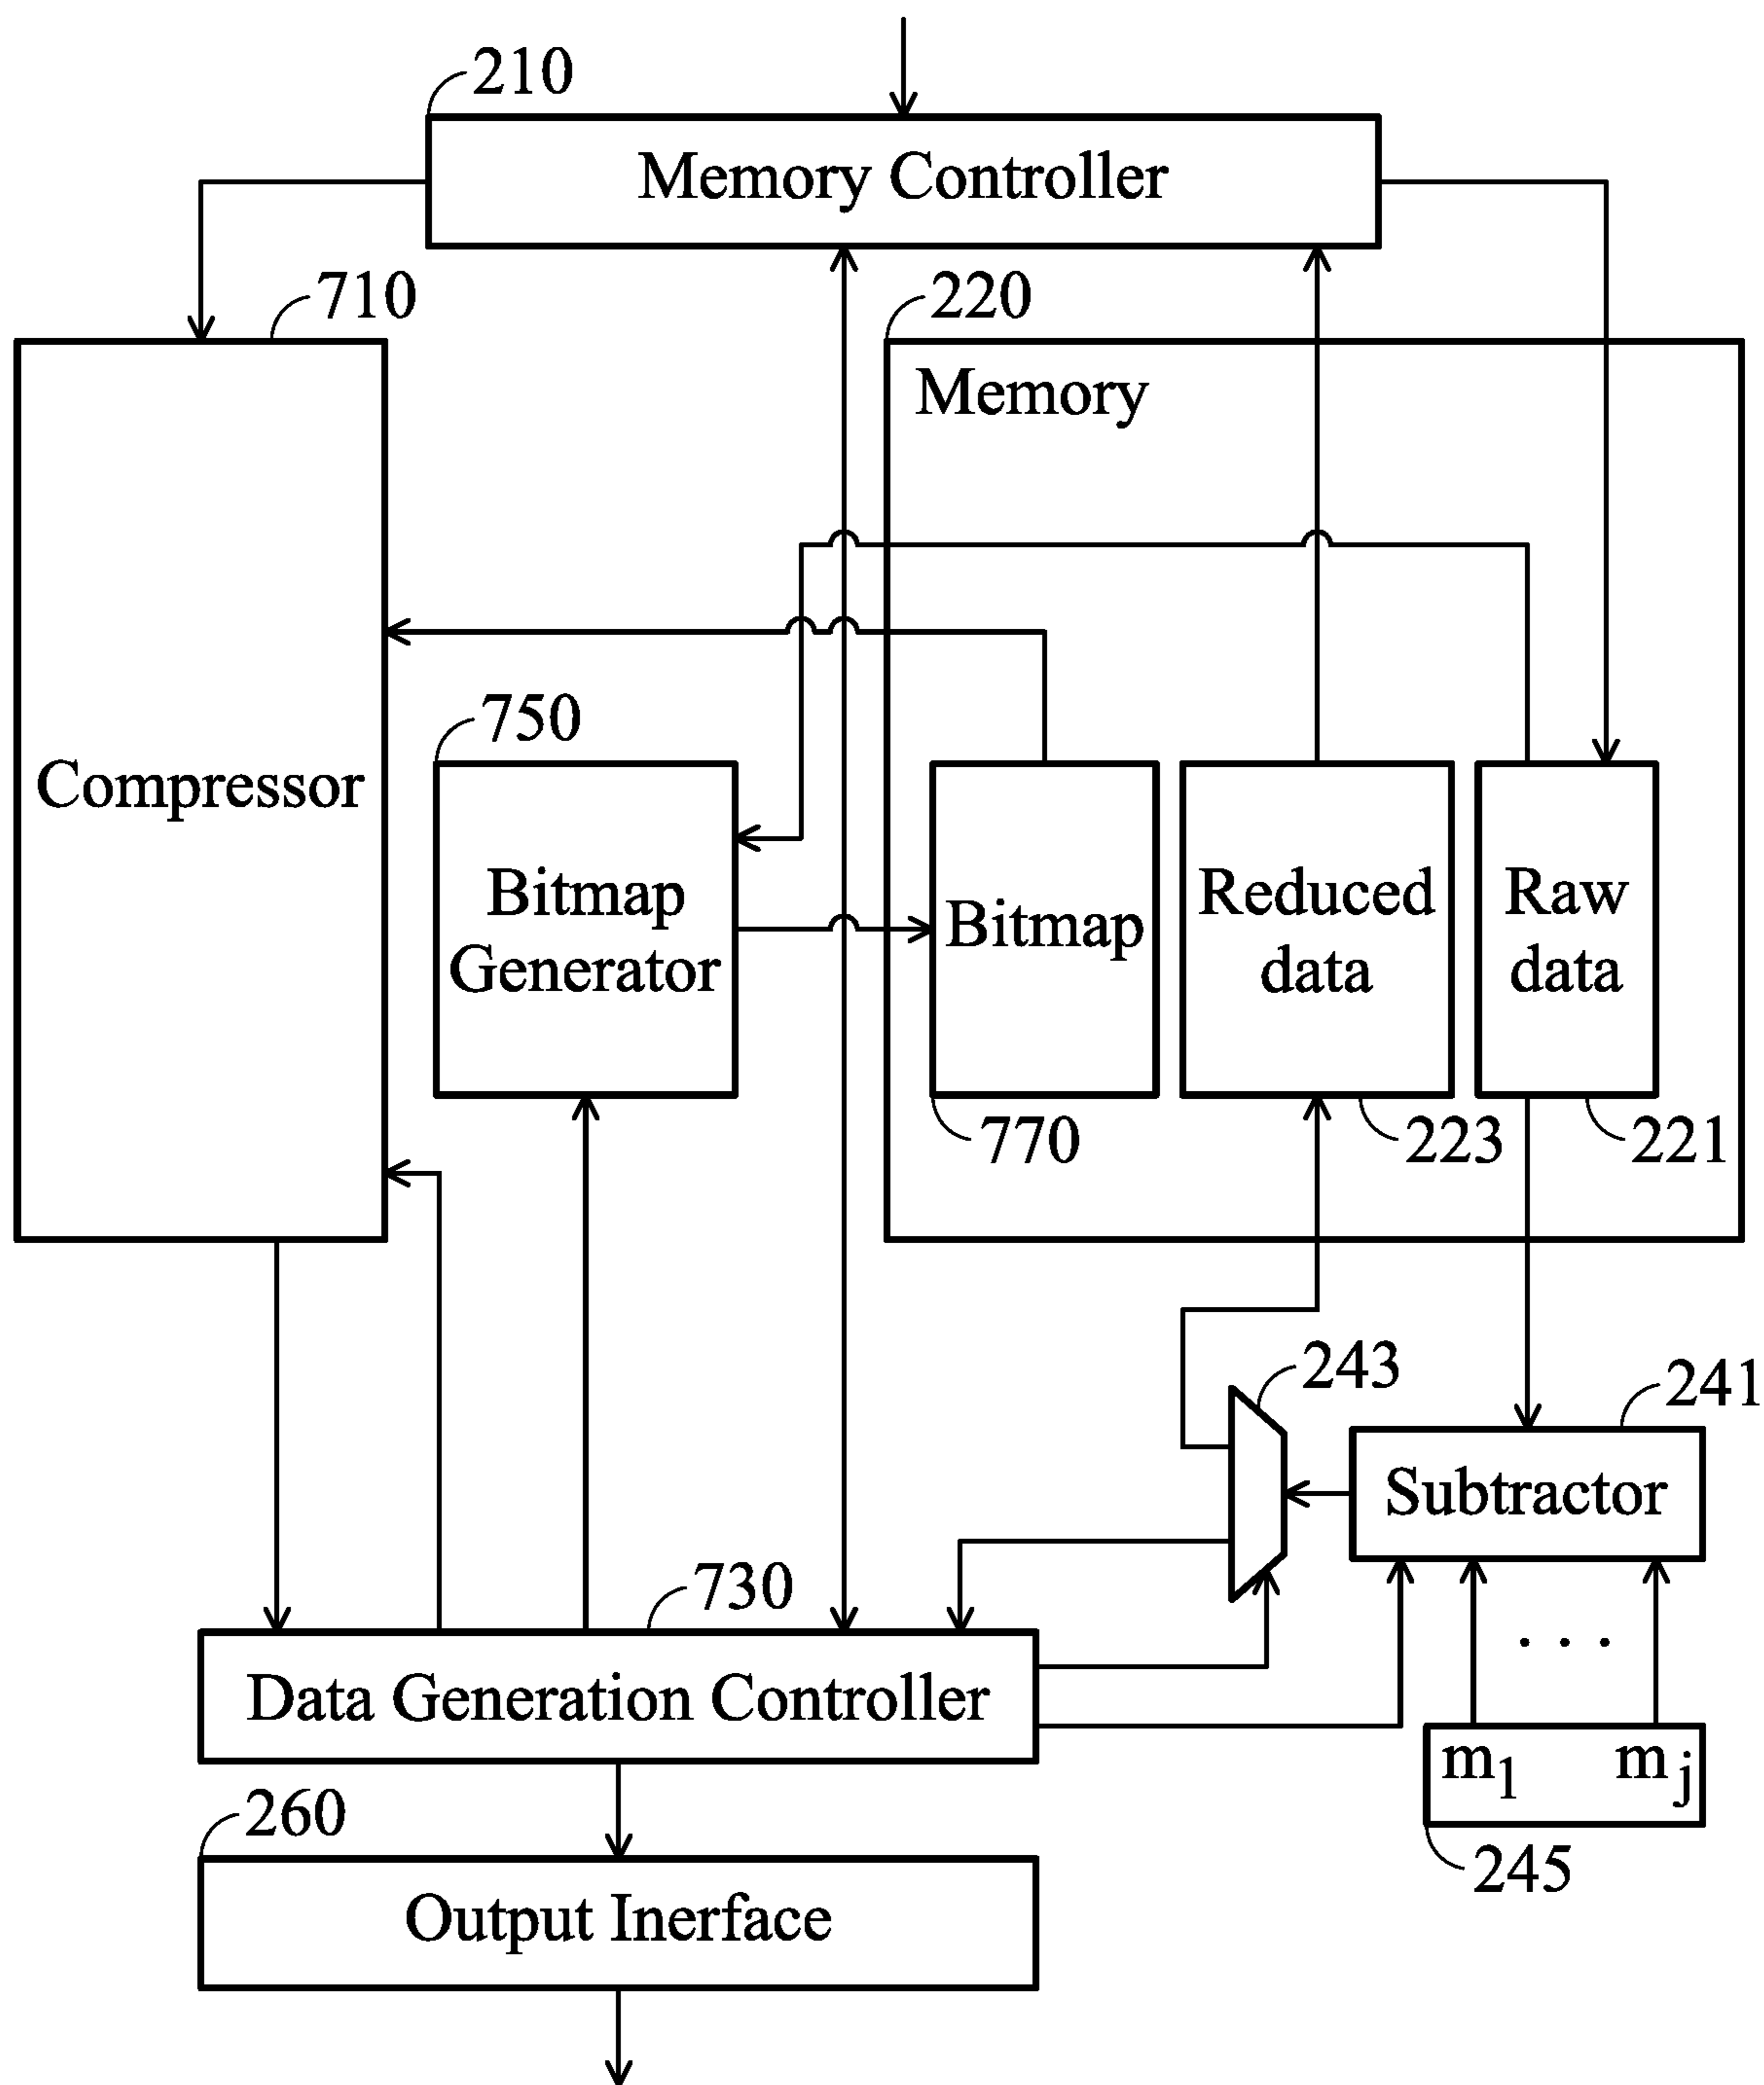 210
Memory Controller
710
220
Memory
Compressor
750
Bitmap
Generator
Bitmap
Reduced
data
Raw
data
770
223
221
243
241
Subtractor
730
Data Generation Controller
. . .
m1 mj
245
260
Output Inerface